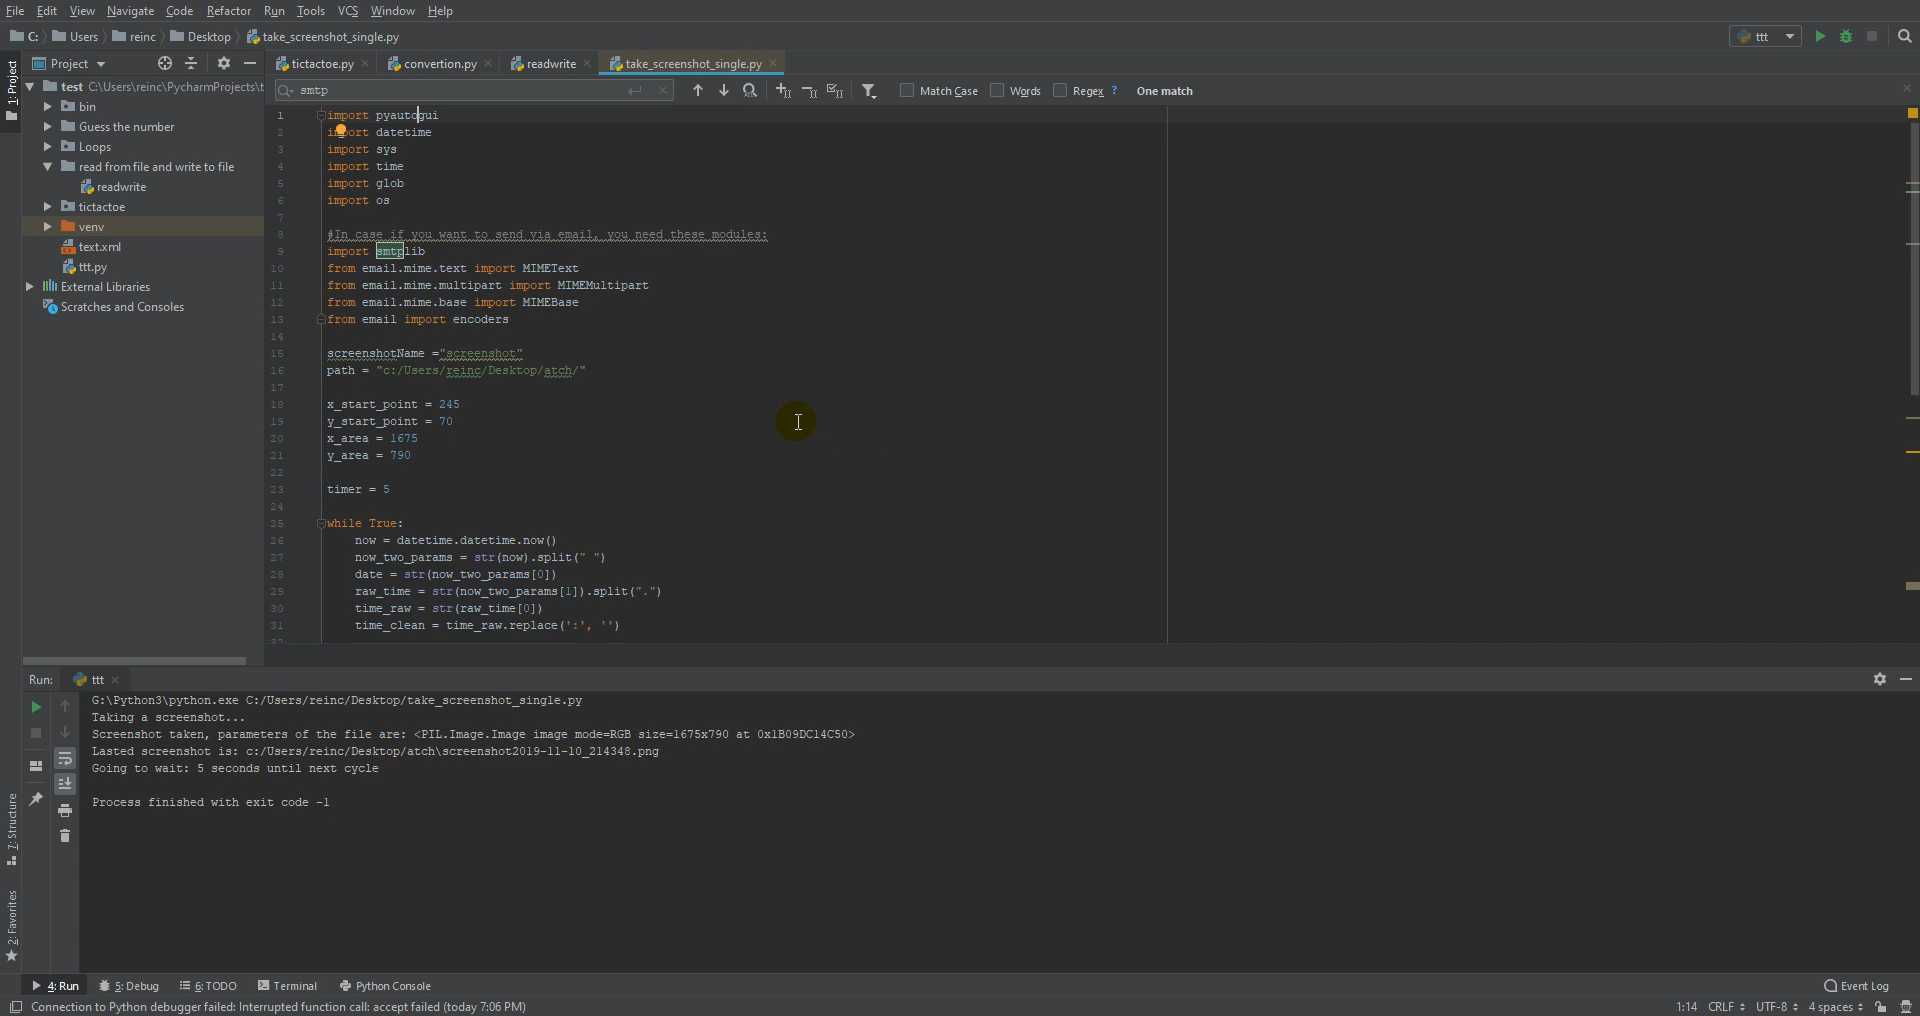 File Edit View Navigate Code Refactor Run Tools VCS Window Help
C: Users reinc Desktop take_screenshot_single.py ttt
1: Project Project tictactoe.py convertion.py readwrite take_screenshot_single.py
smtp Match Case Words Regex ? One match
test C:\Users\reinc\PycharmProjects\t
bin
Guess the number
Loops
read from file and write to file
readwrite
tictactoe
venv
text.xml
ttt.py
External Libraries
Scratches and Consoles
1 import pyautogui
2 import datetime
3 import sys
4 import time
5 import glob
6 import os
7
8 #In case if you want to send via email, you need these modules:
9 import smtplib
10 from email.mime.text import MIMEText
11 from email.mime.multipart import MIMEMultipart
12 from email.mime.base import MIMEBase
13 from email import encoders
14
15 screenshotName ="screenshot"
16 path = "c:/Users/reinc/Desktop/atch/"
17
18 x_start_point = 245
19 y_start_point = 70
20 x_area = 1675
21 y_area = 790
22
23 timer = 5
24
25 while True:
26 now = datetime.datetime.now()
27 now_two_params = str(now).split(" ")
28 date = str(now_two_params[0])
29 raw_time = str(now_two_params[1]).split(".")
30 time_raw = str(raw_time[0])
31 time_clean = time_raw.replace(':', '')
32
Run: ttt
G:\Python3\python.exe C:/Users/reinc/Desktop/take_screenshot_single.py
Taking a screenshot...
Screenshot taken, parameters of the file are: <PIL.Image.Image image mode=RGB size=1675x790 at 0x1B09DC14C50>
Lasted screenshot is: c:/Users/reinc/Desktop/atch\screenshot2019-11-10_214348.png
Going to wait: 5 seconds until next cycle
Process finished with exit code -1
7: Structure
2: Favorites
4: Run 5: Debug 6: TODO Terminal Python Console Event Log
Connection to Python debugger failed: Interrupted function call: accept failed (today 7:06 PM) 1:14 CRLF UTF-8 4 spaces